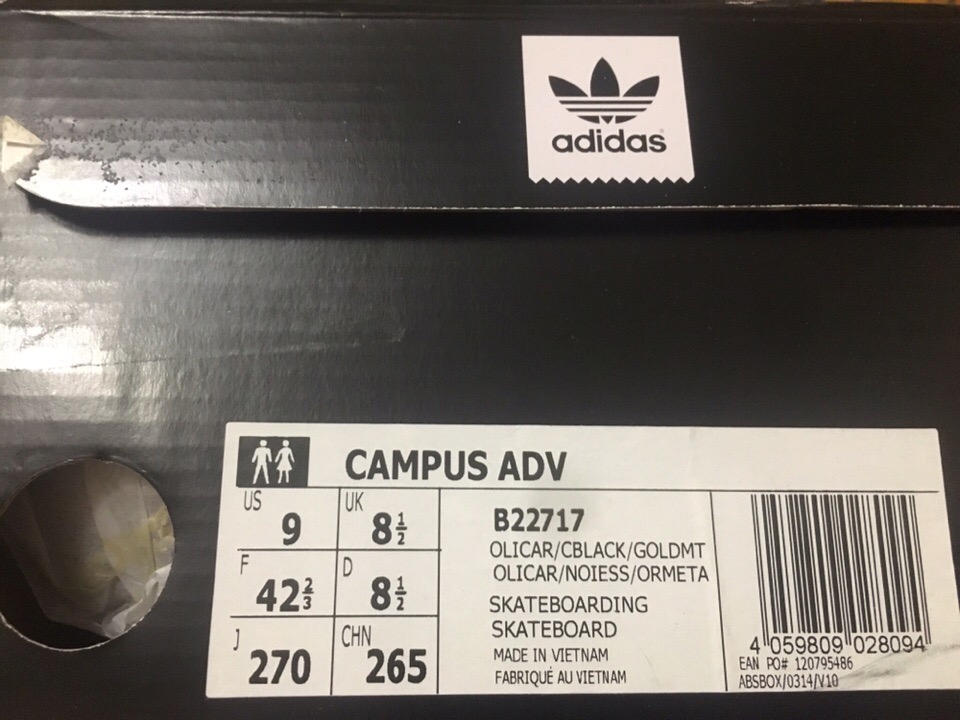 adidas
CAMPUS ADV
US 9
UK 8½
F 42⅔
D 8½
J 270
CHN 265
B22717
OLICAR/CBLACK/GOLDMT
OLICAR/NOIESS/ORMETA
SKATEBOARDING
SKATEBOARD
MADE IN VIETNAM
FABRIQUÉ AU VIETNAM
4 059809 028094
EAN PO# 120795486
ABSBOX/0314/V10